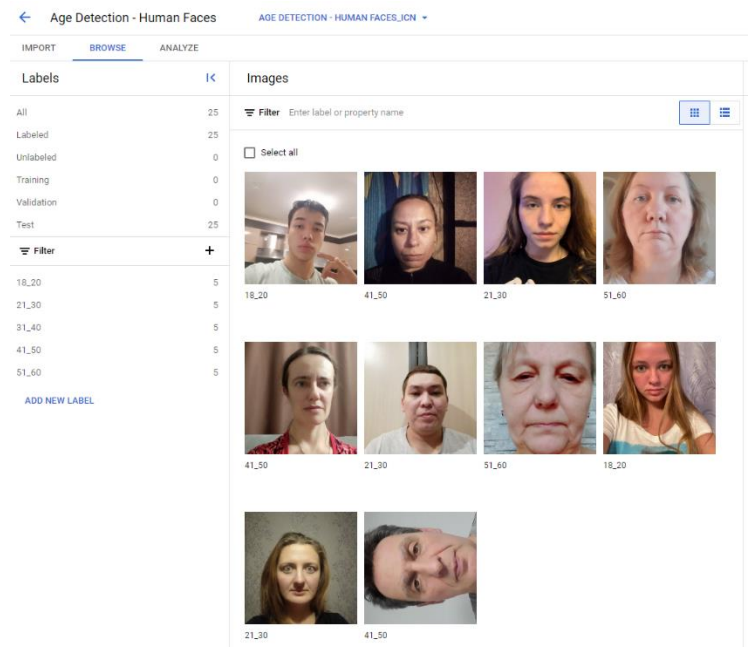 Age Detection - Human Faces
AGE DETECTION - HUMAN FACES_ICN
IMPORT BROWSE ANALYZE
Labels
All 25
Labeled 25
Unlabeled 0
Training 0
Validation 0
Test 25
Filter +
18_20 5
21_30 5
31_40 5
41_50 5
51_60 5
ADD NEW LABEL
Images
Filter Enter label or property name
Select all
18_20 41_50 21_30 51_60
41_50 21_30 51_60 18_20
21_30 41_50